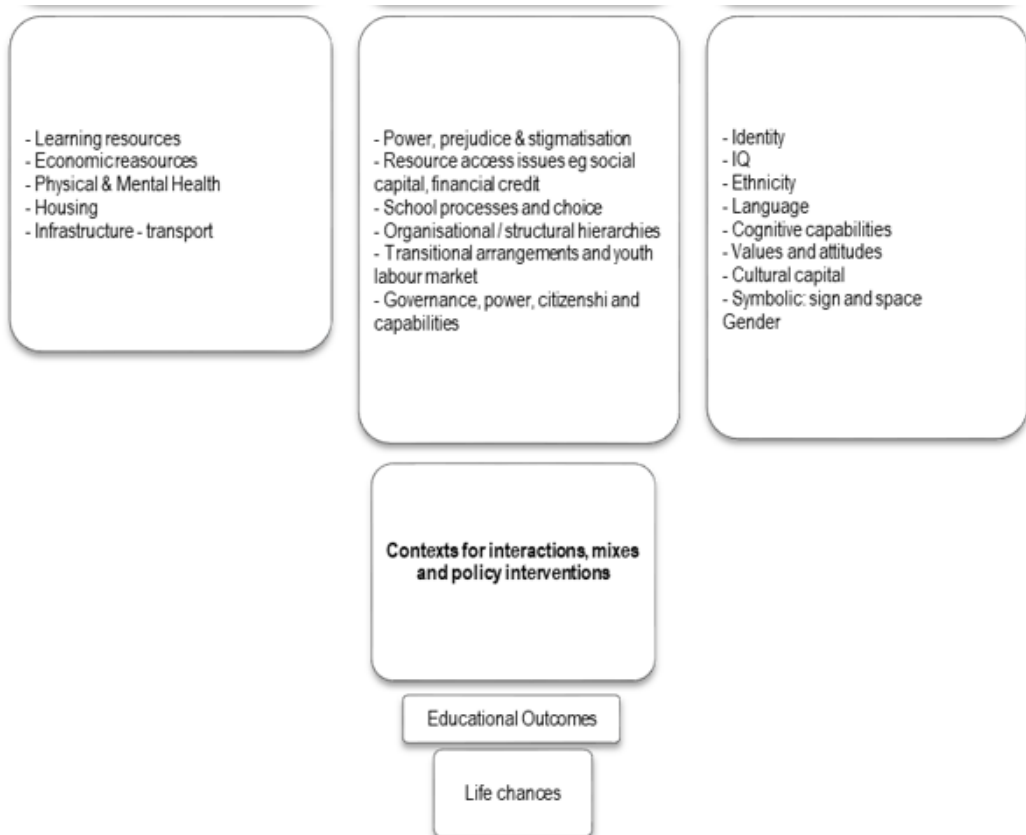 - Learning resources
- Economic reasources
- Physical & Mental Health
- Housing
- Infrastructure - transport
- Power, prejudice & stigmatisation
- Resource access issues eg social
capital, financial credit
- School processes and choice
- Organisational / structural hierarchies
- Transitional arrangements and youth
labour market
- Governance, power, citizenshi and
capabilities
- Identity
- IQ
- Ethnicity
- Language
- Cognitive capabilities
- Values and attitudes
- Cultural capital
- Symbolic: sign and space
Gender
Contexts for interactions, mixes
and policy interventions
Educational Outcomes
Life chances